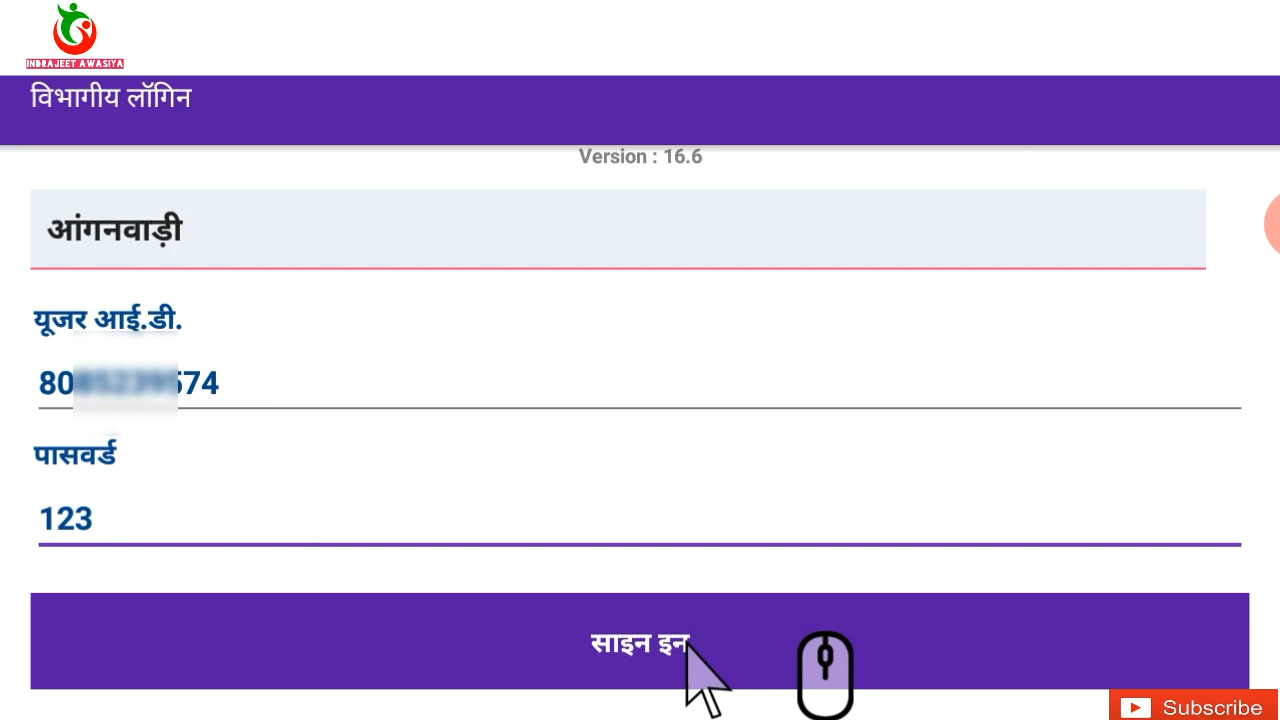 INDRAJEET AWASIYA
विभागीय लॉगिन
Version : 16.6
आंगनवाड़ी
यूजर आई.डी.
पासवर्ड
123
साइन इन
Subscribe